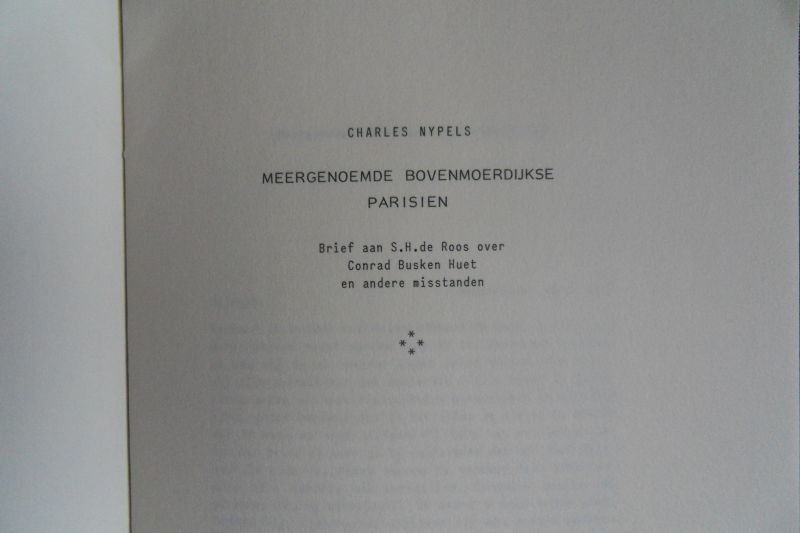 CHARLES NYPELS
MEERGENOEMDE BOVENMOERDIJKSE
PARISIEN
Brief aan S.H.de Roos over
Conrad Busken Huet
en andere misstanden
*
* *
*